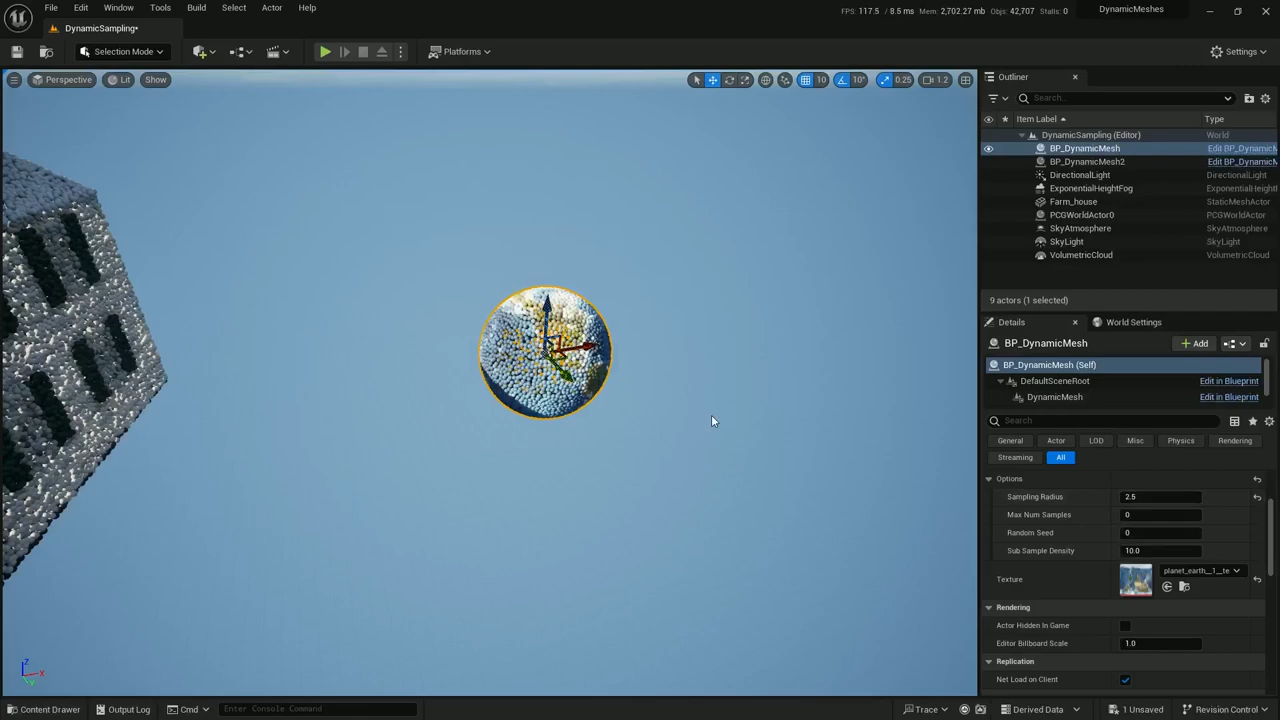 File Edit Window Tools Build Select Actor Help
FPS: 117.5 / 8.5 ms Mem: 2,702.27 mb Objs: 42,707 Stalls: 0
DynamicMeshes
DynamicSampling*
Selection Mode
Platforms
Settings
Perspective Lit Show
10 10° 0.25 1.2
Outliner
Search...
Item Label Type
DynamicSampling (Editor) World
BP_DynamicMesh Edit BP_DynamicM
BP_DynamicMesh2 Edit BP_DynamicM
DirectionalLight DirectionalLight
ExponentialHeightFog ExponentialHeight
Farm_house StaticMeshActor
PCGWorldActor0 PCGWorldActor
SkyAtmosphere SkyAtmosphere
SkyLight SkyLight
VolumetricCloud VolumetricCloud
9 actors (1 selected)
Details World Settings
BP_DynamicMesh Add
BP_DynamicMesh (Self)
DefaultSceneRoot Edit in Blueprint
DynamicMesh Edit in Blueprint
Search
General Actor LOD Misc Physics Rendering
Streaming All
Options
Sampling Radius 2.5
Max Num Samples 0
Random Seed 0
Sub Sample Density 10.0
Texture planet_earth__1__te
Rendering
Actor Hidden In Game
Editor Billboard Scale 1.0
Replication
Net Load on Client
Z X Y
Content Drawer Output Log Cmd Enter Console Command
Trace Derived Data 1 Unsaved Revision Control